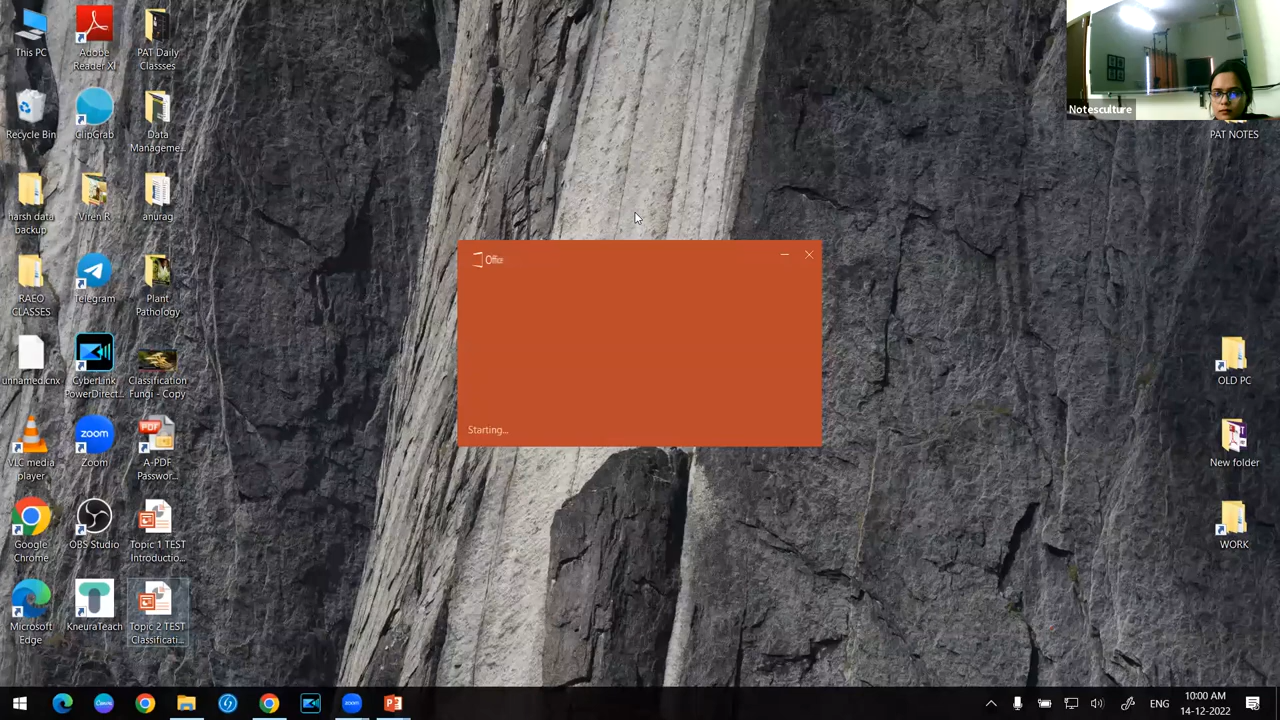 This PC
Adobe
Reader XI
PAT Daily
Classses
Recycle Bin
ClipGrab
Data
Manageme...
harsh data
backup
Viren R
anurag
RAEO
CLASSES
Telegram
Plant
Pathology
unnamed.cnx
CyberLink
PowerDirect...
Classification
Fungi - Copy
VLC media
player
zoom
Zoom
PDF
A-PDF
Passwor...
Google
Chrome
OBS Studio
Topic 1 TEST
Introductio...
Microsoft
Edge
KneuraTeach
Topic 2 TEST
Classificati...
Office
Starting...
Notesculture
PAT NOTES
OLD PC
New folder
WORK
ENG
10:00 AM
14-12-2022